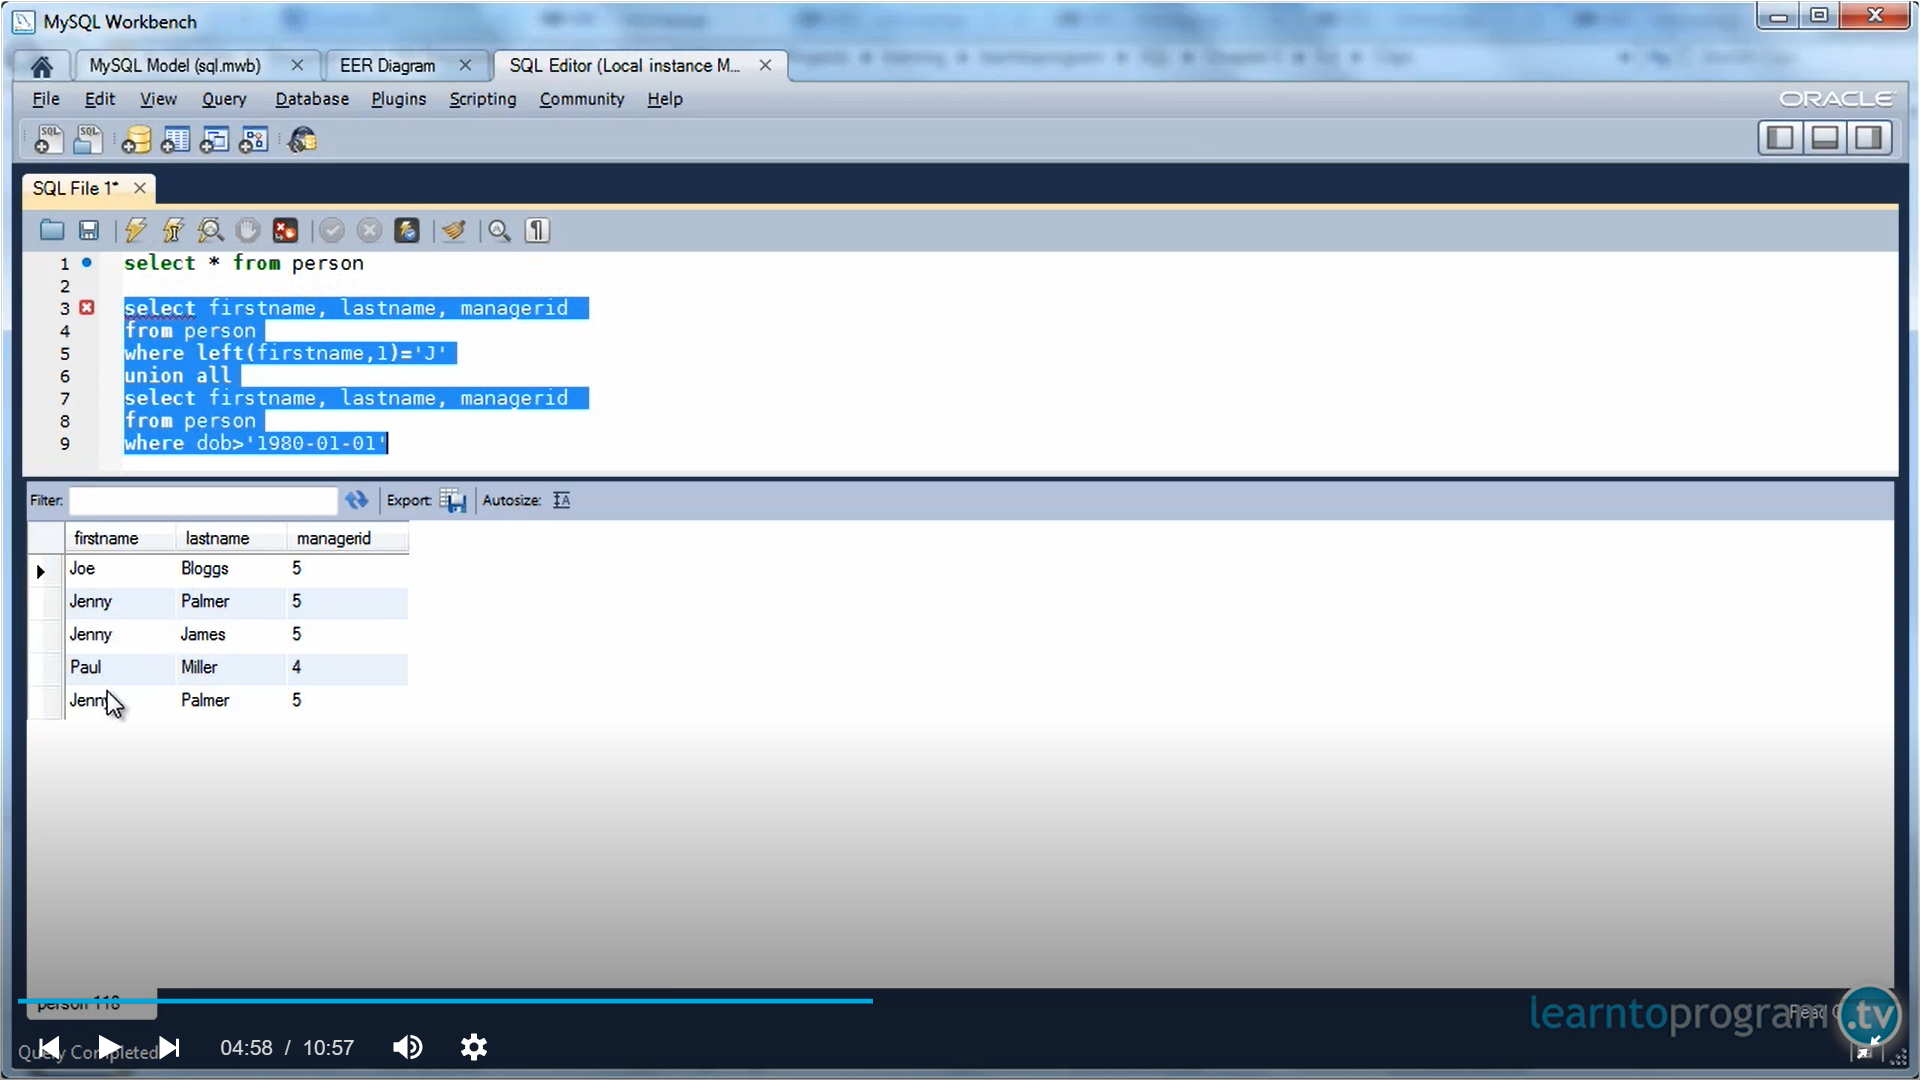 MySQL Workbench
MySQL Model (sql.mwb) EER Diagram SQL Editor (Local instance M...
File Edit View Query Database Plugins Scripting Community Help
ORACLE
SQL SQL
SQL File 1*
1 select * from person
2
3 select firstname, lastname, managerid
4 from person
5 where left(firstname,1)='J'
6 union all
7 select firstname, lastname, managerid
8 from person
9 where dob>'1980-01-01'
Filter: Export: Autosize:
firstname lastname managerid
Joe Bloggs 5
Jenny Palmer 5
Jenny James 5
Paul Miller 4
Jenny Palmer 5
person 118
learntoprogram .tv
Read
04:58 / 10:57
Query Completed